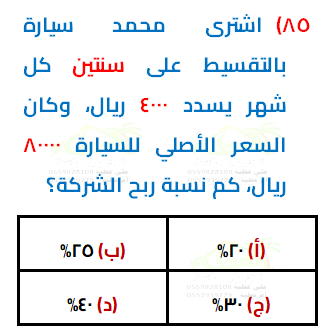 ٨٥) اشترى محمد سيارة
بالتقسيط على سنتين كل
شهر يسدد ٤٠٠٠ ريال، وكان
السعر الأصلي للسيارة ٨٠٠٠٠
ريال، كم نسبة ربح الشركة؟
(أ) ٢٠%
(ب) ٢٥%
(ج) ٣٠%
(د) ٤٠%